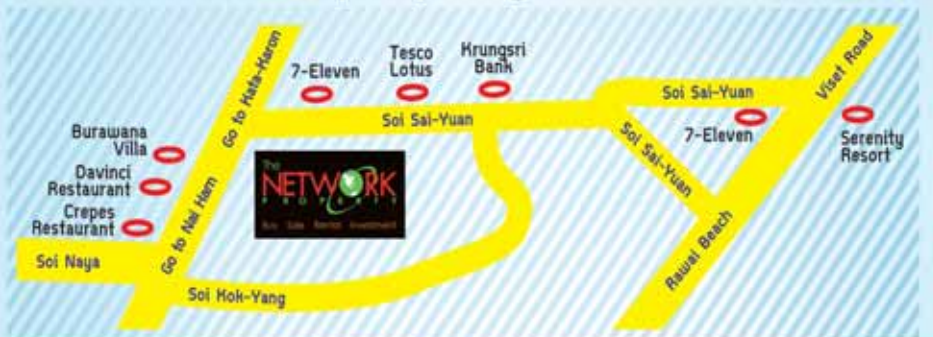 7-Eleven
Tesco
Lotus
Krungsri
Bank
Go to Kata-Karon
Soi Sai-Yuan
Soi Sai-Yuan
Viset Road
7-Eleven
Serenity
Resort
Soi Sai-Yuan
Burawana
Villa
Davinci
Restaurant
Crepes
Restaurant
The
NETWORK
PROPERTY
Buy Sale Rental Investment
Go to Nai Harn
Rawai Beach
Soi Naya
Soi Kok-Yang